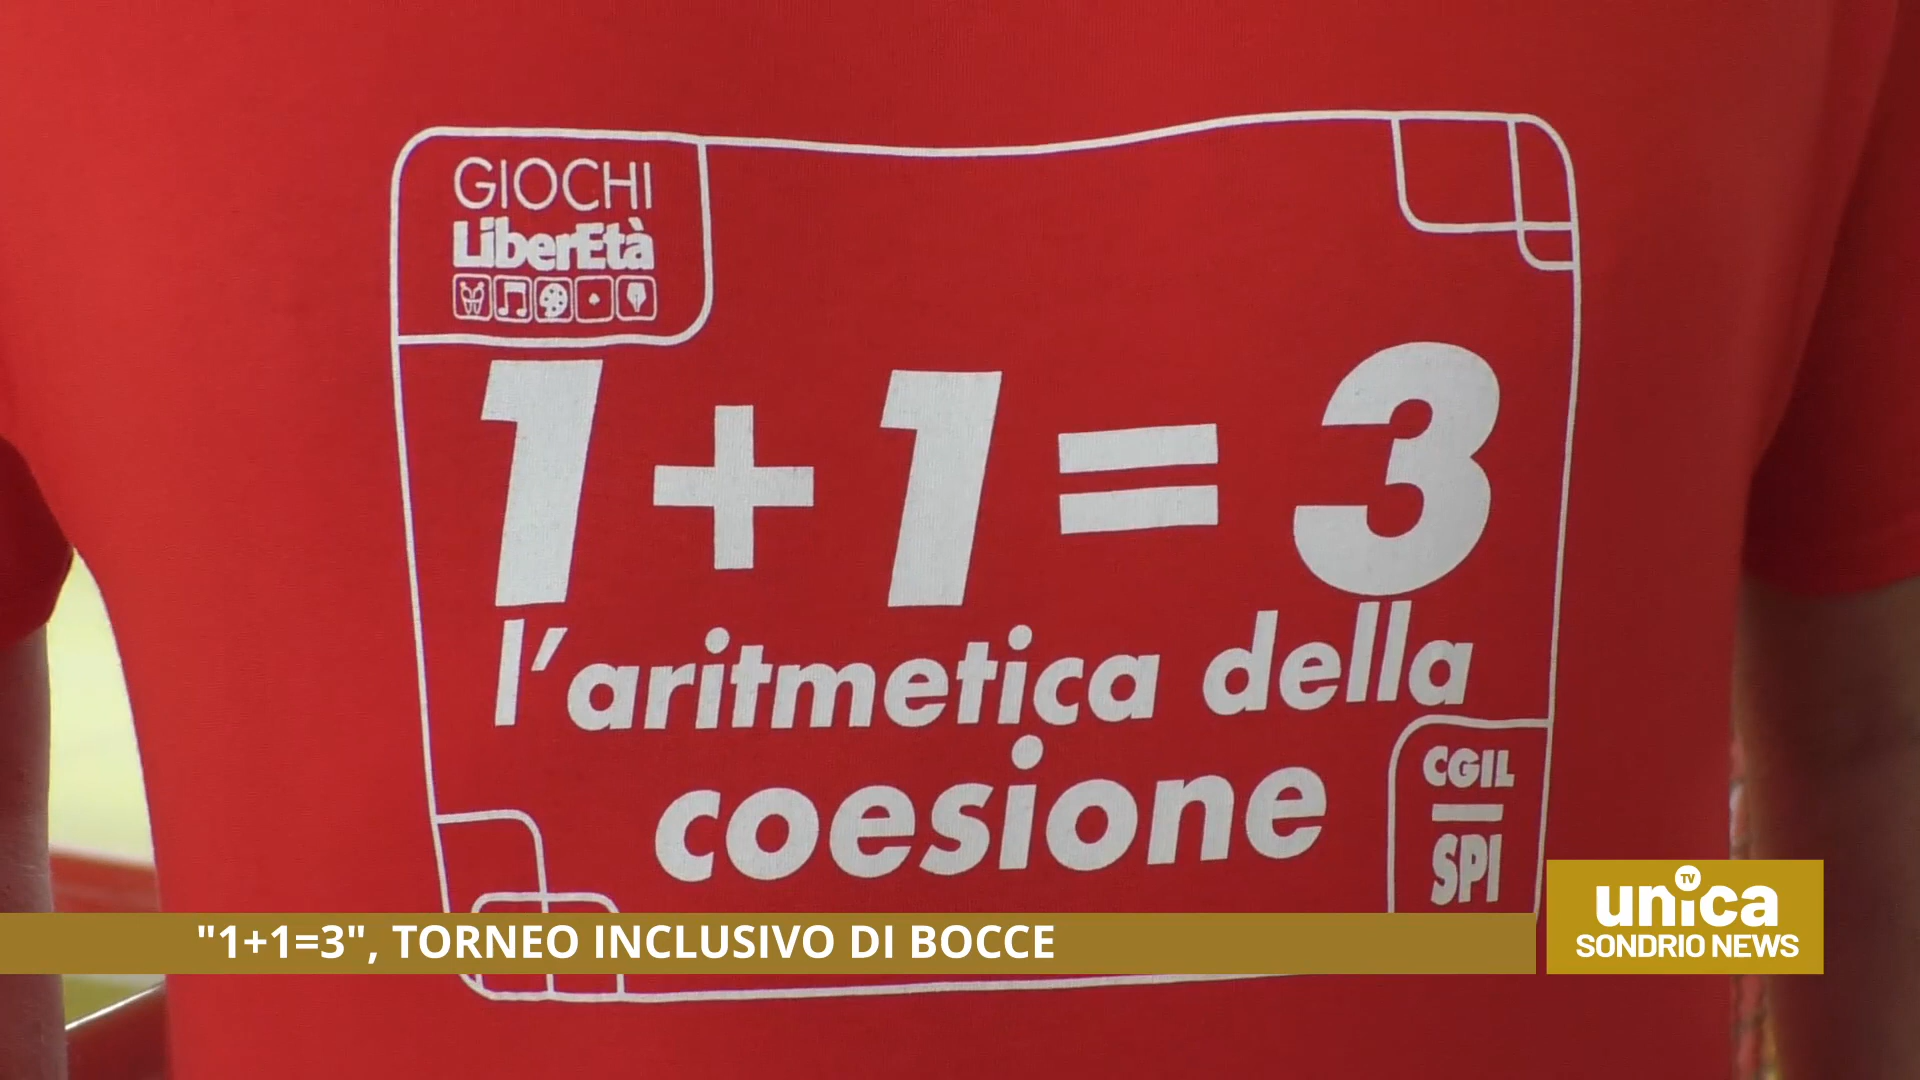 GIOCHI
LiberEtà
1+1=3
l'aritmetica della
coesione
CGIL
SPI
"1+1=3", TORNEO INCLUSIVO DI BOCCE
unica
TV
SONDRIO NEWS